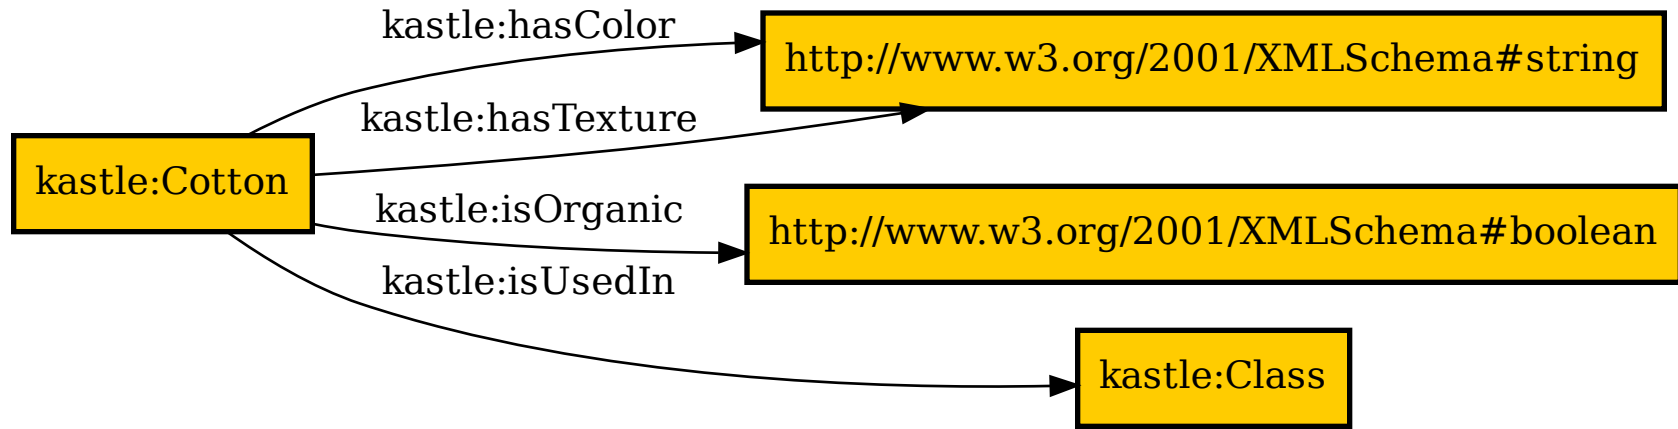 kastle:hasColor
http://www.w3.org/2001/XMLSchema#string
kastle:hasTexture
kastle:Cotton
kastle:isOrganic
http://www.w3.org/2001/XMLSchema#boolean
kastle:isUsedIn
kastle:Class